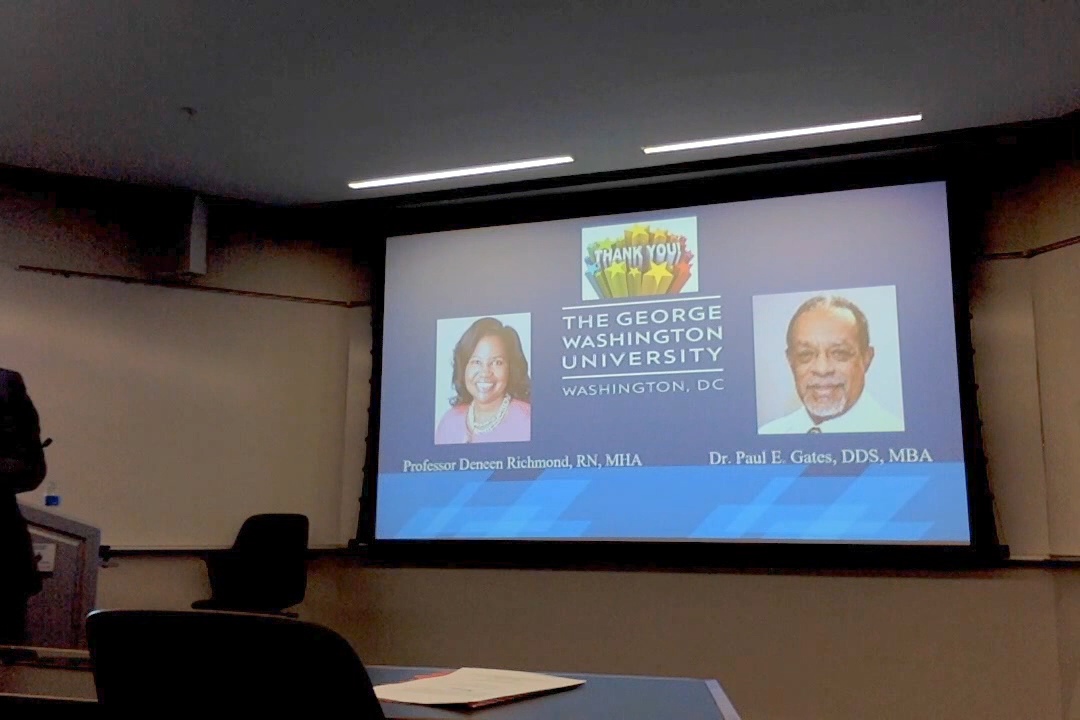 THANK YOU!
THE GEORGE
WASHINGTON
UNIVERSITY
WASHINGTON, DC
Professor Deneen Richmond, RN, MHA
Dr. Paul E. Gates, DDS, MBA